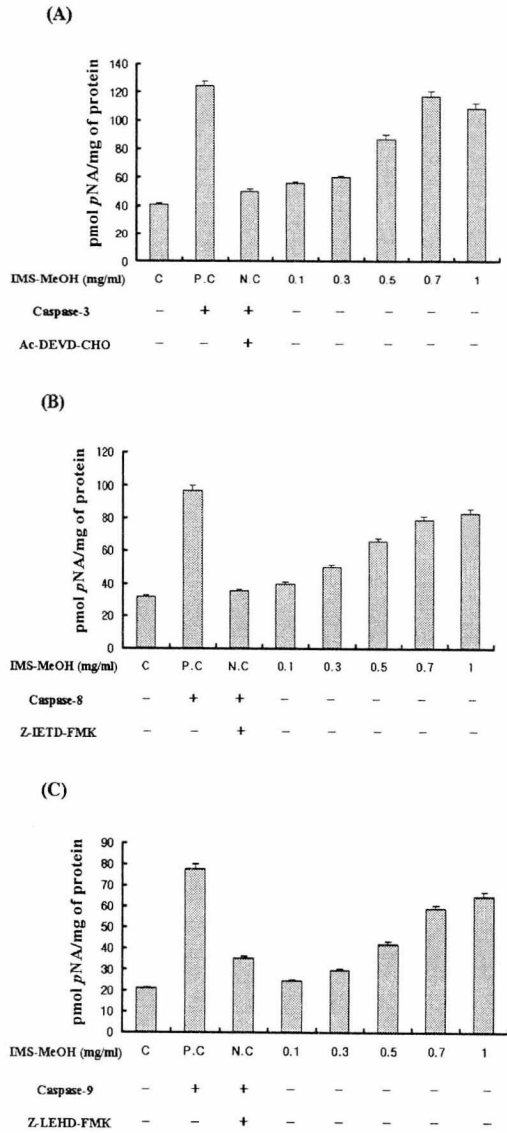 (A)
pmol pNA/mg of protein
140
120
100
80
60
40
20
0
IMS-MeOH (mg/ml) C P.C N.C 0.1 0.3 0.5 0.7 1
Caspase-3 – + + – – – – –
Ac-DEVD-CHO – – + – – – – –
(B)
pmol pNA/mg of protein
120
100
80
60
40
20
0
IMS-MeOH (mg/ml) C P.C N.C 0.1 0.3 0.5 0.7 1
Caspase-8 – + + – – – – –
Z-IETD-FMK – – + – – – – –
(C)
pmol pNA/mg of protein
90
80
70
60
50
40
30
20
10
0
IMS-MeOH (mg/ml) C P.C N.C 0.1 0.3 0.5 0.7 1
Caspase-9 – + + – – – – –
Z-LEHD-FMK – – + – – – – –